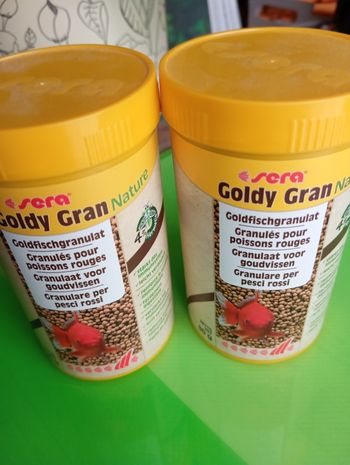 sera
Goldy Gran Nature
Goldfischgranulat
Granulés pour
poissons rouges
Granulaat voor
goudvissen
Granulare per
pesci rossi
sera
Goldy Gran
Goldfischgranulat
Granulés pour
poissons rouges
Granulaat voor
goudvissen
Granulare per
pesci rossi